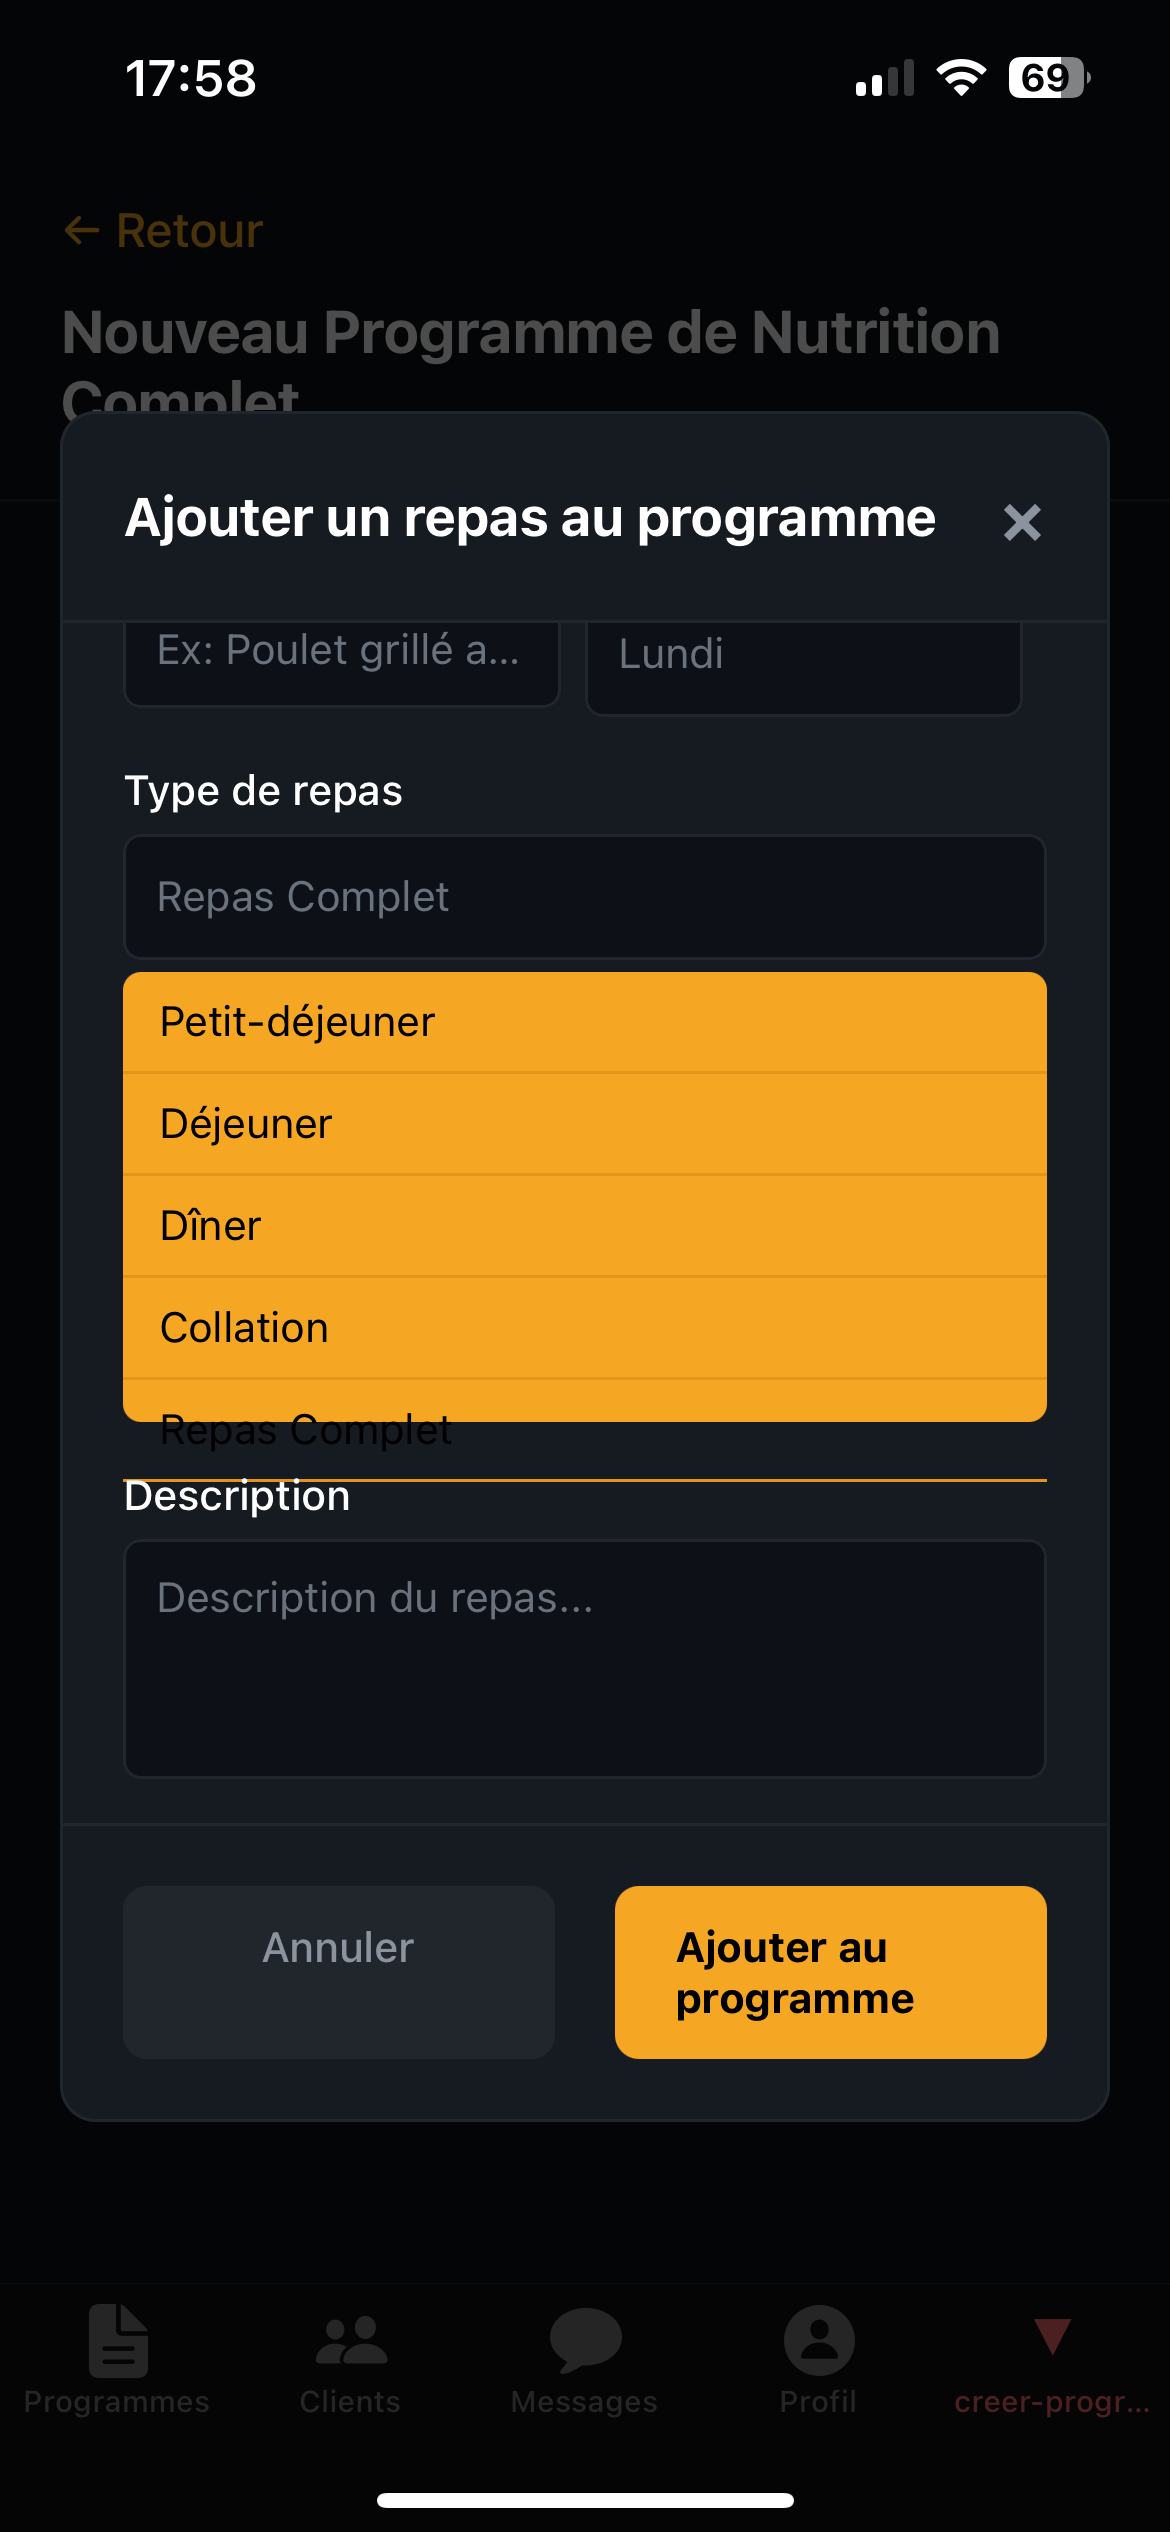 17:58
69
← Retour
Nouveau Programme de Nutrition
Complet
Ajouter un repas au programme
Ex: Poulet grillé a...
Lundi
Type de repas
Repas Complet
Petit-déjeuner
Déjeuner
Dîner
Collation
Repas Complet
Description
Description du repas...
Annuler
Ajouter au
programme
Programmes
Clients
Messages
Profil
creer-progr...